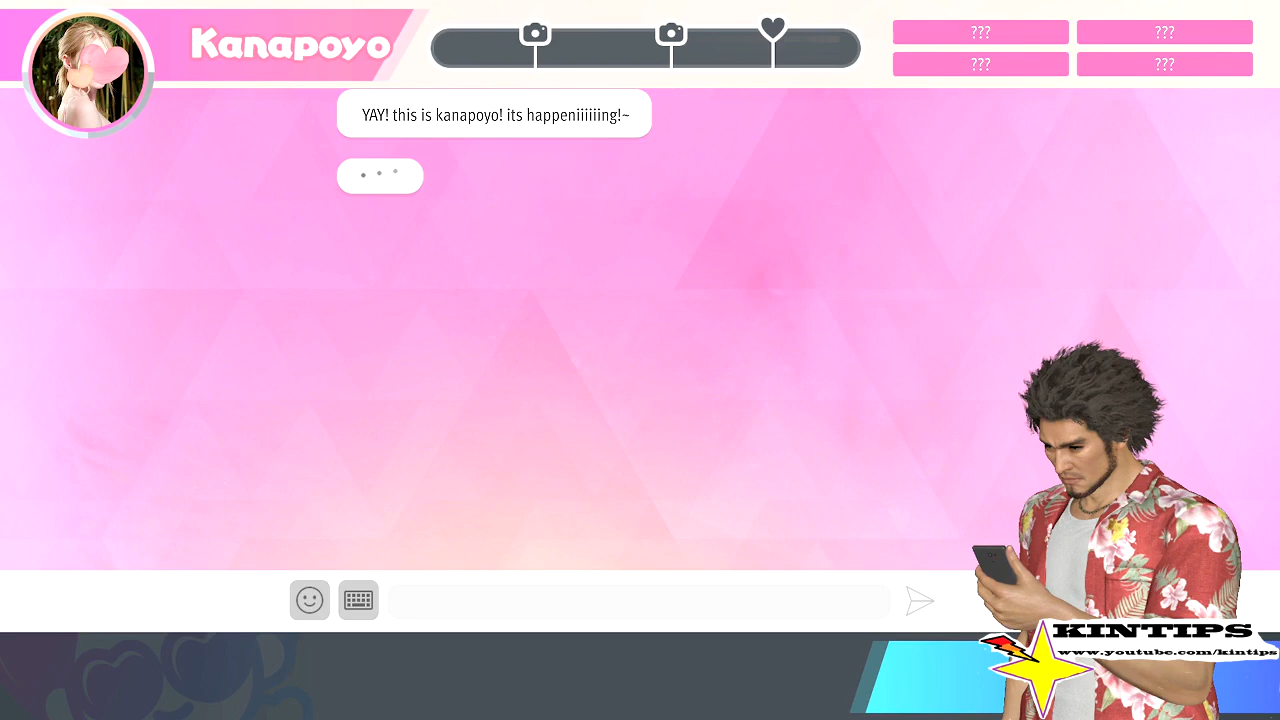 Kanapoyo
???
???
???
???
YAY! this is kanapoyo! its happeniiiiiing!~
KINTIPS
www.youtube.com/kintips